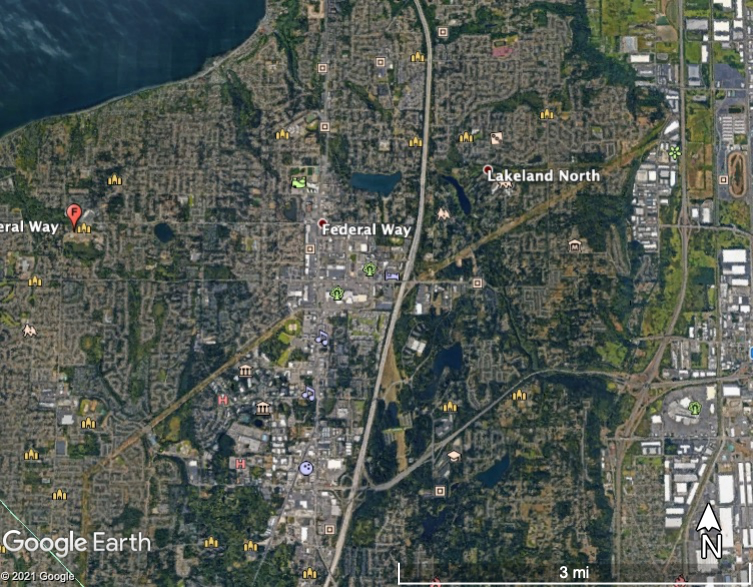 Lakeland North
eral Way
Federal Way
F
H
H
Google Earth
© 2021 Google
3 mi
N